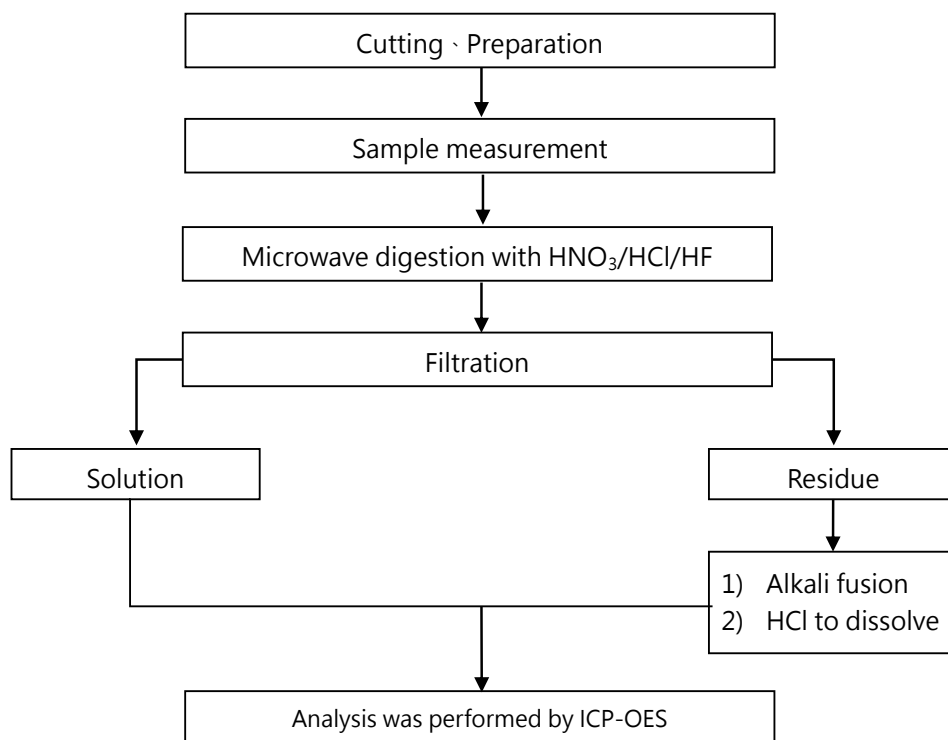 Cutting、Preparation
Sample measurement
Microwave digestion with HNO₃/HCl/HF
Filtration
Solution
Residue
1) Alkali fusion
2) HCl to dissolve
Analysis was performed by ICP-OES